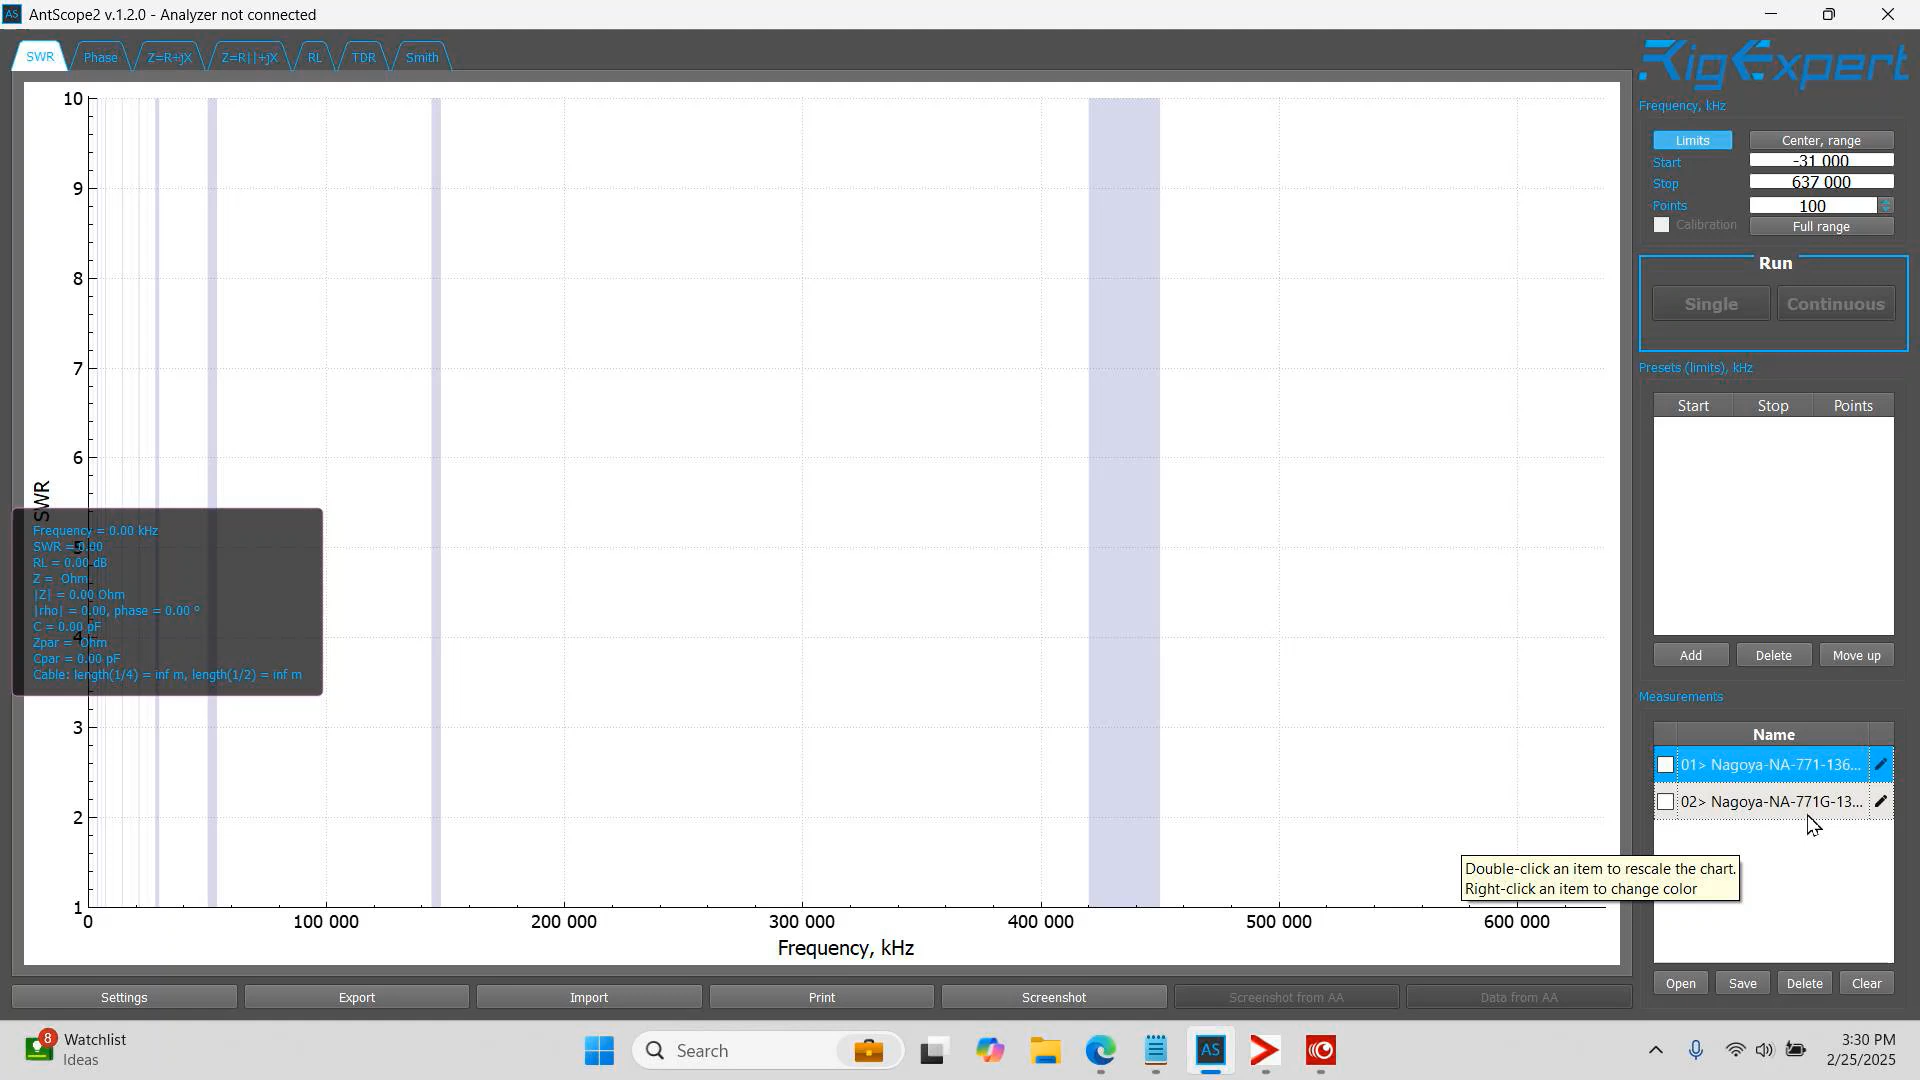 AS AntScope2 v.1.2.0 - Analyzer not connected
SWR Phase Z=R+jX Z=R||+jX RL TDR Smith
RigExpert
Frequency, kHz
Limits Center, range
Start -31 000
Stop 637 000
Points 100
Calibration Full range
Run
Single Continuous
Presets (limits), kHz
Start Stop Points
Add Delete Move up
Measurements
Name
01> Nagoya-NA-771-136...
02> Nagoya-NA-771G-13...
Double-click an item to rescale the chart.
Right-click an item to change color
Open Save Delete Clear
10
9
8
7
6
5
4
3
2
1
SWR
Frequency = 0.00 kHz
SWR = 0.00
RL = 0.00 dB
Z = Ohm
|Z| = 0.00 Ohm
|rho| = 0.00, phase = 0.00 °
C = 0.00 pF
Zpar = Ohm
Cpar = 0.00 pF
Cable: length(1/4) = inf m, length(1/2) = inf m
0 100 000 200 000 300 000 400 000 500 000 600 000
Frequency, kHz
Settings Export Import Print Screenshot Screenshot from AA Data from AA
8 Watchlist
Ideas
Search
AS
3:30 PM
2/25/2025